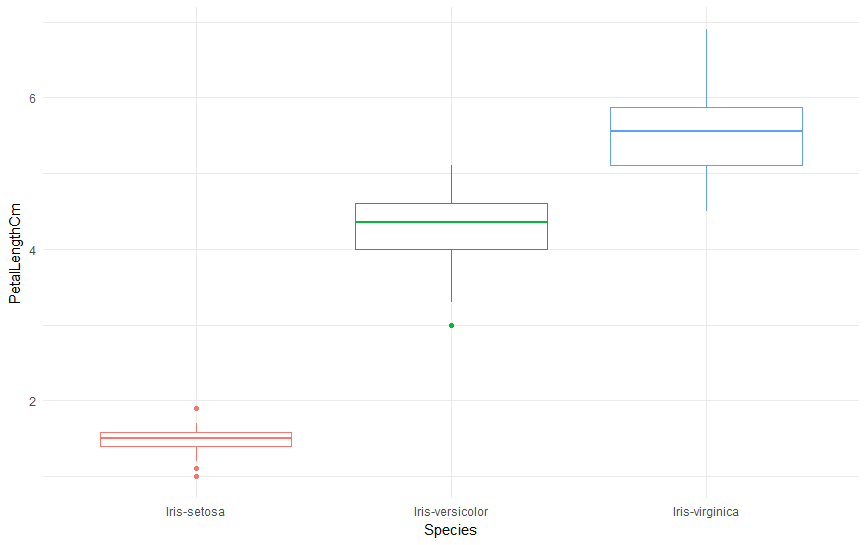 6
4
2
PetalLengthCm
Iris-setosa
Iris-versicolor
Iris-virginica
Species